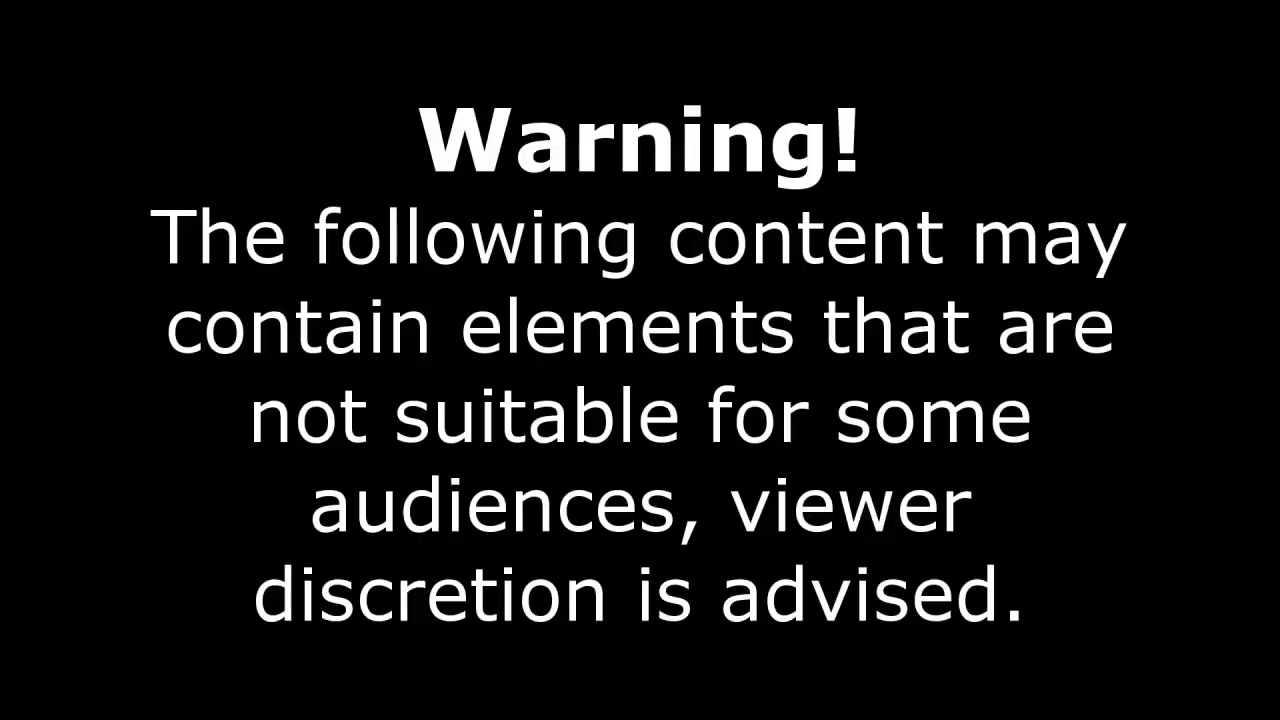 Warning!
The following content may
contain elements that are
not suitable for some
audiences, viewer
discretion is advised.